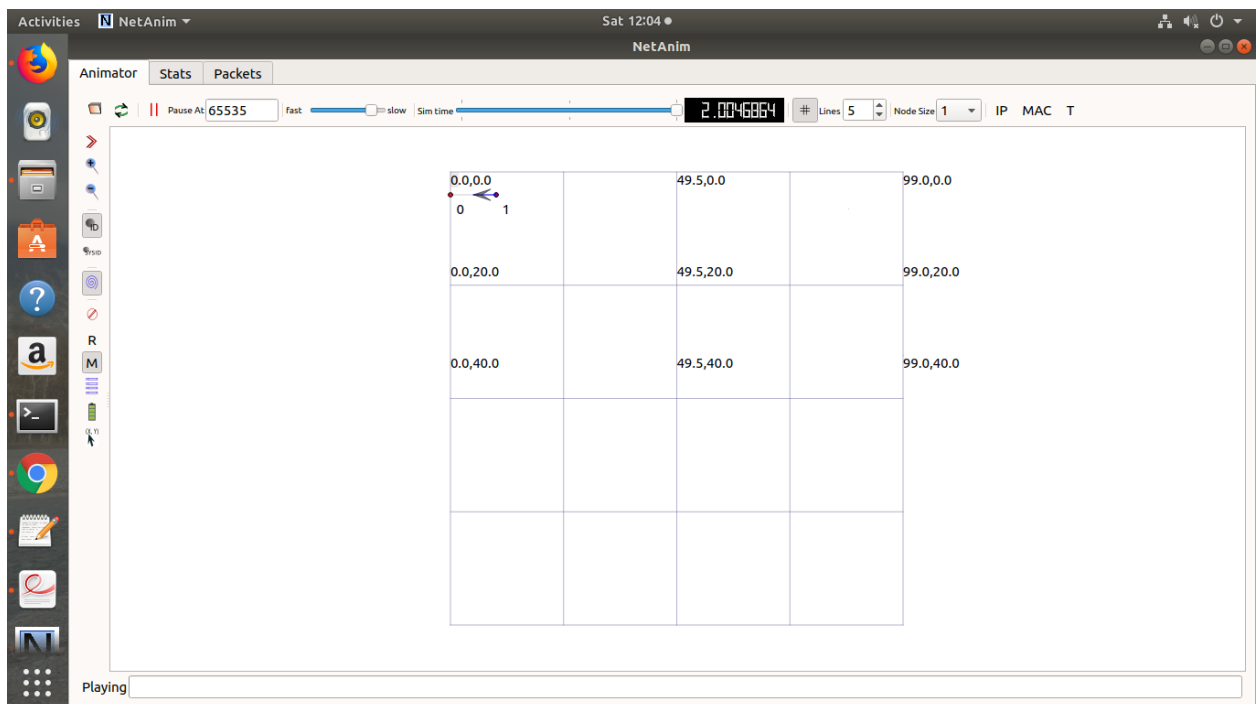 Activities NetAnim Sat 12:04
NetAnim
Animator Stats Packets
Pause At 65535 fast slow Sim time 2.0046864 # Lines 5 Node Size 1 IP MAC T
0.0,0.0 49.5,0.0 99.0,0.0
0 1
ID
SYSID
0.0,20.0 49.5,20.0 99.0,20.0
R
M
0.0,40.0 49.5,40.0 99.0,40.0
(X, Y)
Playing